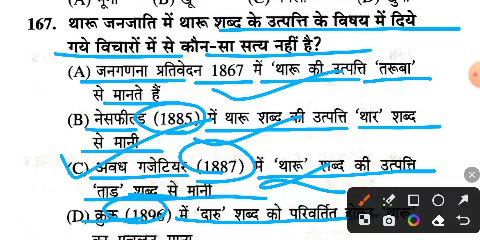 167. थारू जनजाति में थारू शब्द के उत्पत्ति के विषय में दिये
गये विचारों में से कौन-सा सत्य नहीं है?
(A) जनगणना प्रतिवेदन 1867 में 'थारू की उत्पत्ति 'तरूबा'
से मानते हैं
(B) नेसफील्ड (1885) में थारू शब्द की उत्पत्ति 'थार' शब्द
से मानी
(C) अवध गजेटियर (1887) में 'थारू' शब्द की उत्पत्ति
'ताड़' शब्द से मानी
(D) क्रुक (1896) में 'दारु' शब्द को परिवर्तित